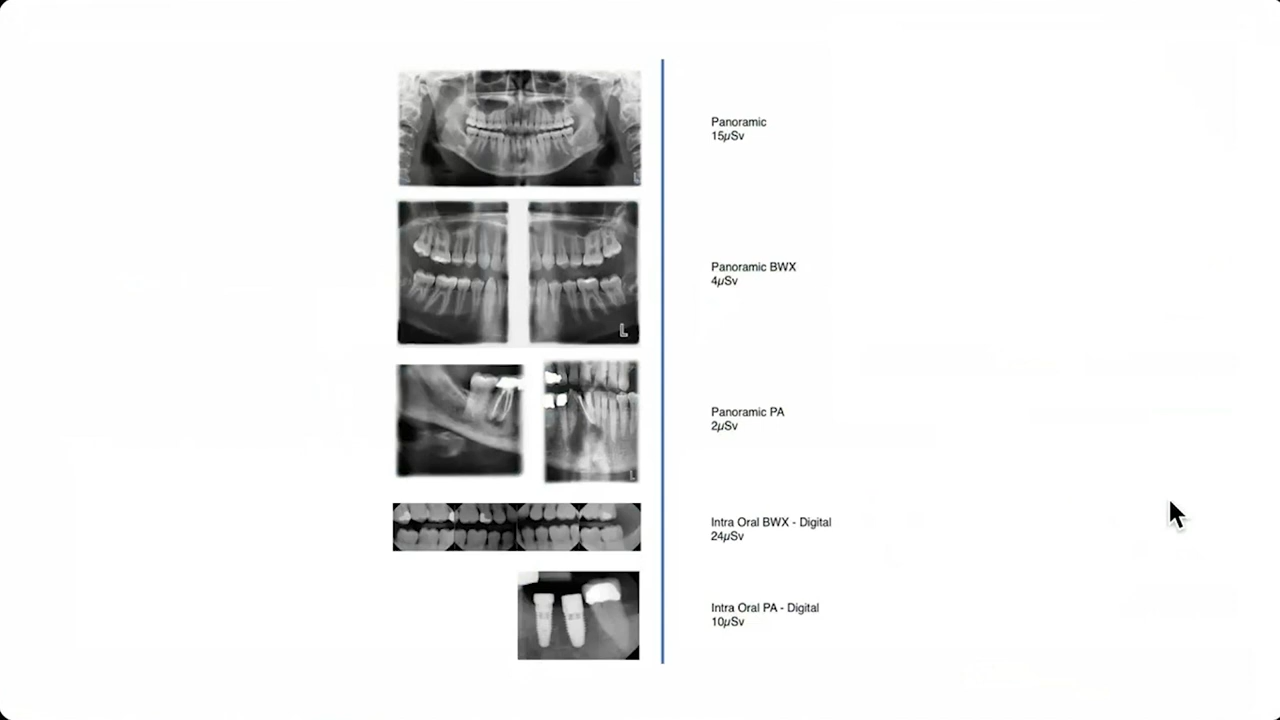 L
Panoramic
15µSv
L
Panoramic BWX
4µSv
L
Panoramic PA
2µSv
Intra Oral BWX - Digital
24µSv
Intra Oral PA - Digital
10µSv